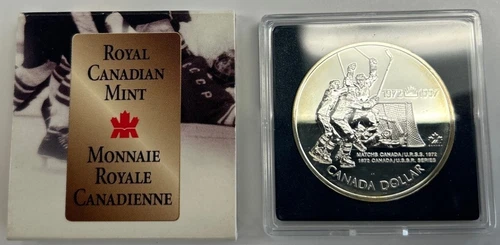 ROYAL
CANADIAN
MINT
MONNAIE
ROYALE
CANADIENNE
CCCP
1972 1997
MATCHS CANADA/U.R.S.S. 1972
1972 CANADA/U.S.S.R. SERIES
CANADA DOLLAR